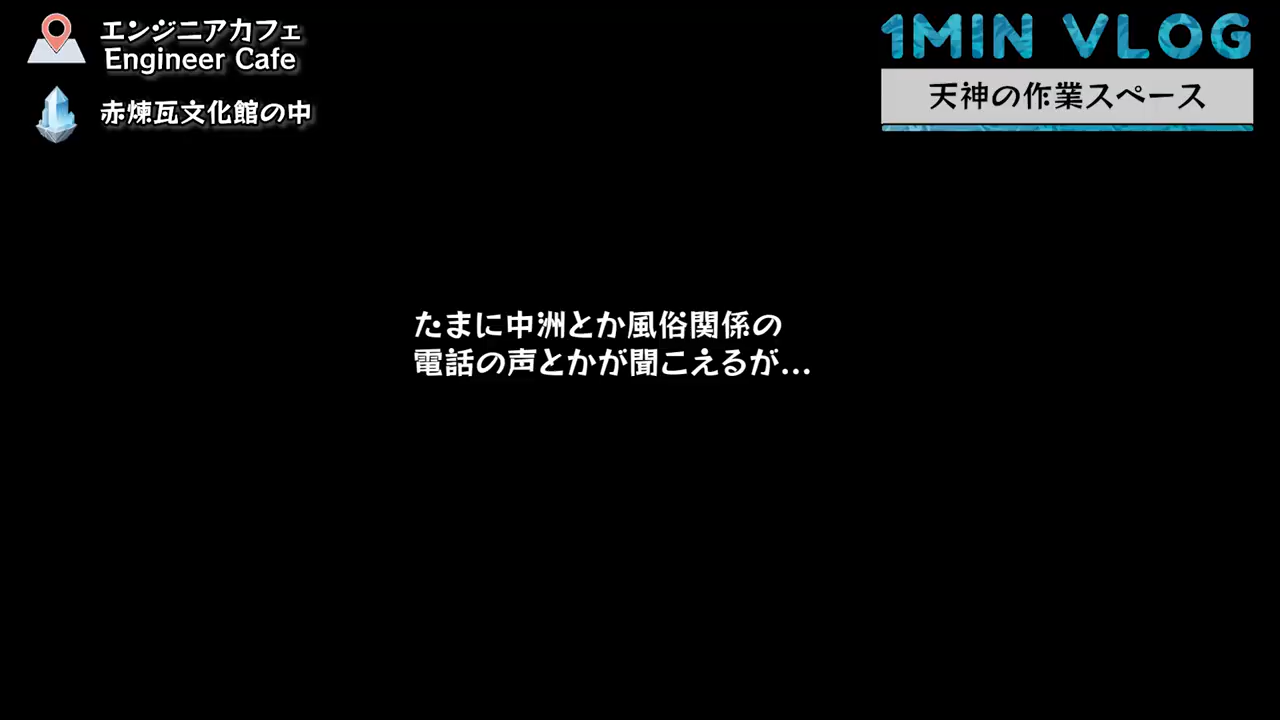 エンジニアカフェ
Engineer Cafe
赤煉瓦文化館の中
1MIN VLOG
天神の作業スペース
たまに中洲とか風俗関係の
電話の声とかが聞こえるが...